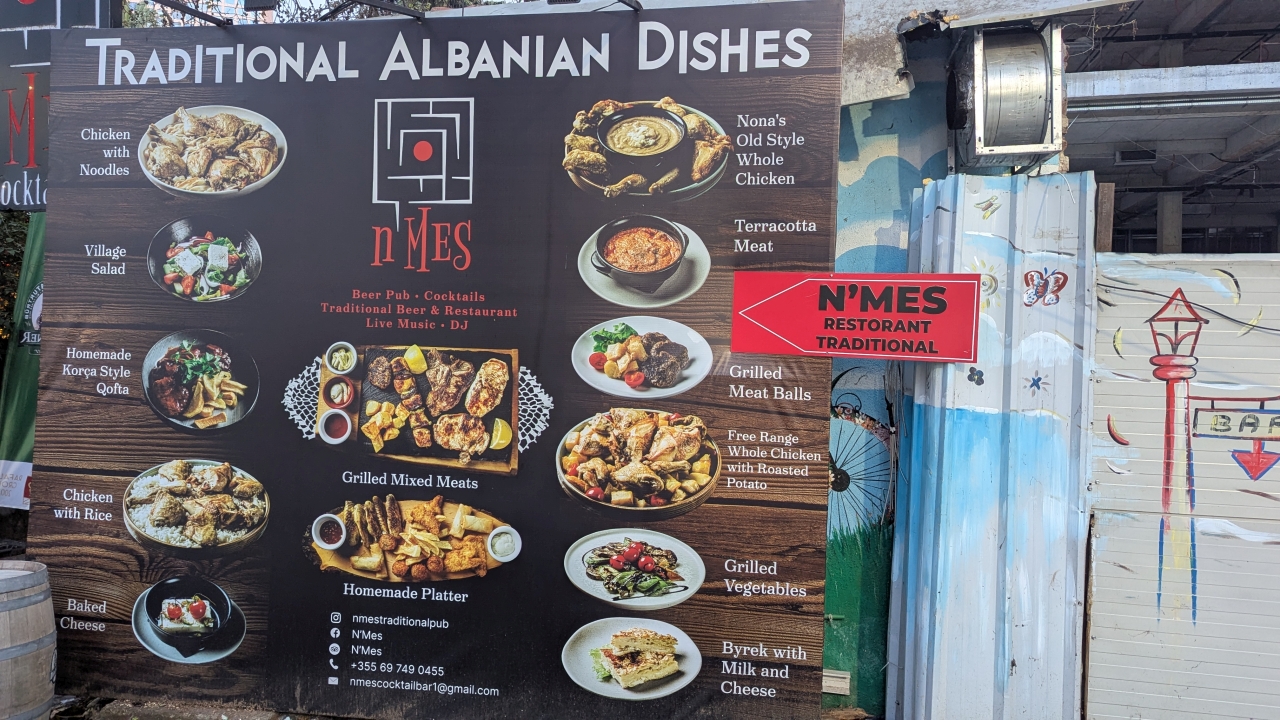 TRADITIONAL ALBANIAN DISHES
Chicken
with
Noodles
Village
Salad
Homemade
Korça Style
Qofta
Chicken
with Rice
Baked
Cheese
n'MES
Beer Pub • Cocktails
Traditional Beer & Restaurant
Live Music • DJ
Grilled Mixed Meats
Homemade Platter
nmestraditionalpub
N'Mes
N'Mes
+355 69 749 0455
nmescocktailbar1@gmail.com
Nona's
Old Style
Whole
Chicken
Terracotta
Meat
Grilled
Meat Balls
Free Range
Whole Chicken
with Roasted
Potato
Grilled
Vegetables
Byrek with
Milk and
Cheese
N'MES
RESTORANT
TRADITIONAL
BAR